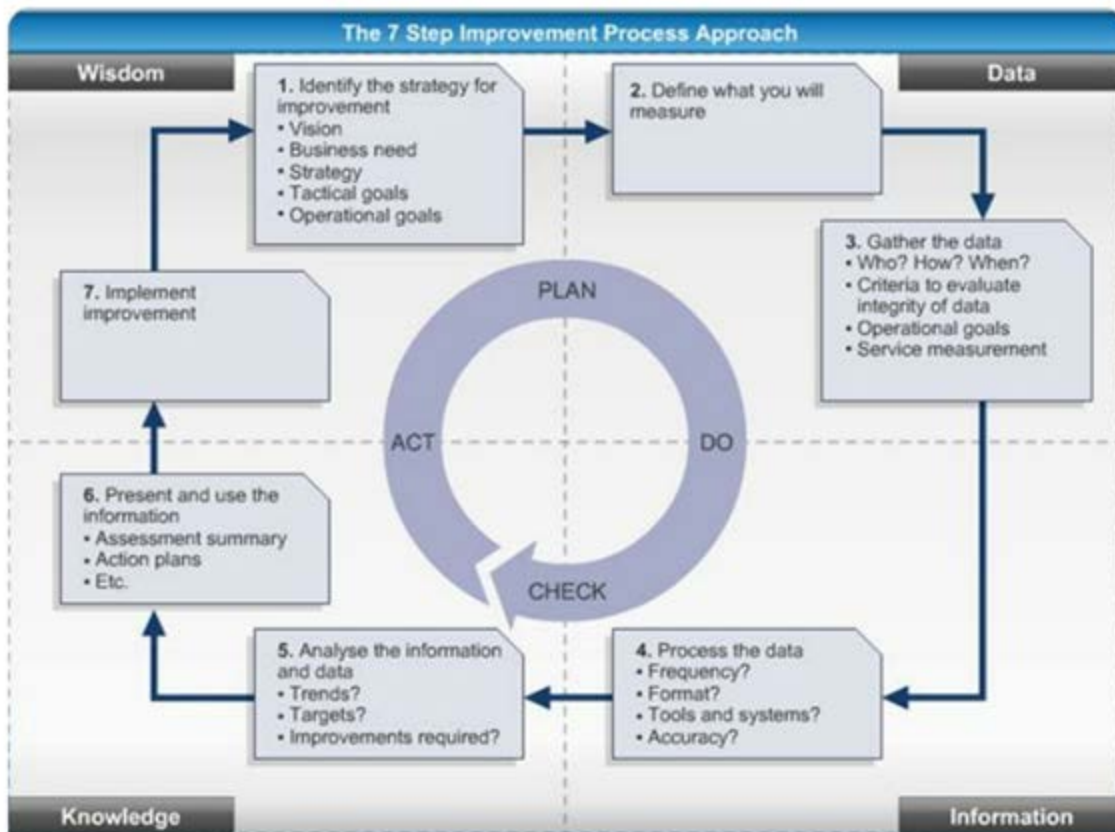 The 7 Step Improvement Process Approach
Wisdom
Data
1. Identify the strategy for
improvement
• Vision
• Business need
• Strategy
• Tactical goals
• Operational goals
2. Define what you will
measure
3. Gather the data
• Who? How? When?
• Criteria to evaluate
integrity of data
• Operational goals
• Service measurement
7. Implement
improvement
PLAN
ACT
DO
CHECK
6. Present and use the
information
• Assessment summary
• Action plans
• Etc.
5. Analyse the information
and data
• Trends?
• Targets?
• Improvements required?
4. Process the data
• Frequency?
• Format?
• Tools and systems?
• Accuracy?
Knowledge
Information